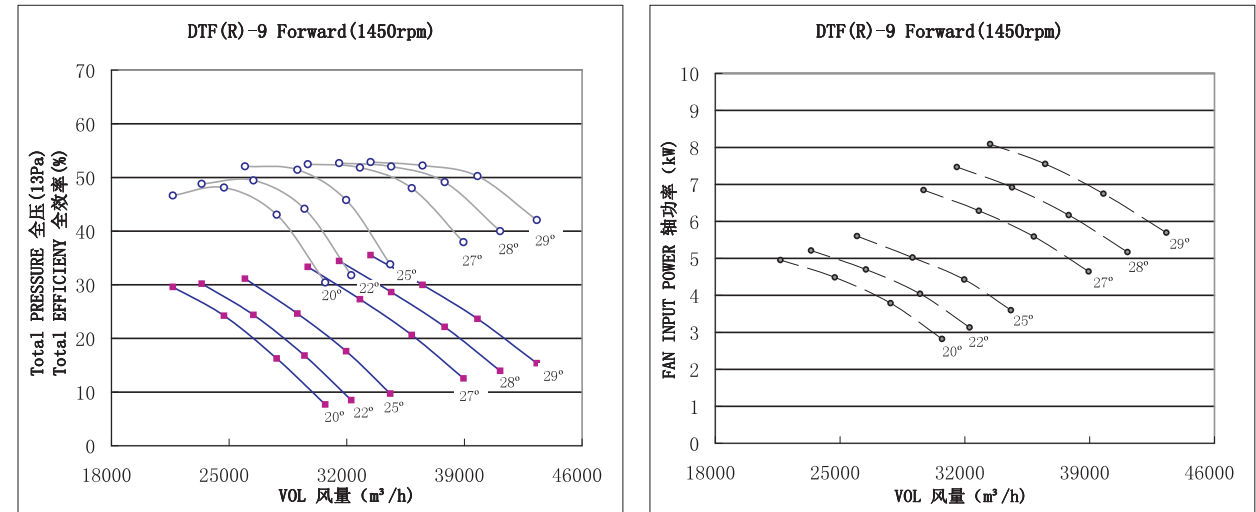 DTF(R)-9 Forward(1450rpm)
Total PRESSURE 全压(13Pa)
Total EFFICIENY 全效率(%)
70
60
50
40
30
20
10
0
20º
22º
25º
27º
28º
29º
20º
22º
25º
27º
28º
29º
18000 25000 32000 39000 46000
VOL 风量 (m³/h)
DTF(R)-9 Forward(1450rpm)
FAN INPUT POWER 轴功率 (kW)
10
9
8
7
6
5
4
3
2
1
0
20º
22º
25º
27º
28º
29º
18000 25000 32000 39000 46000
VOL 风量 (m³/h)